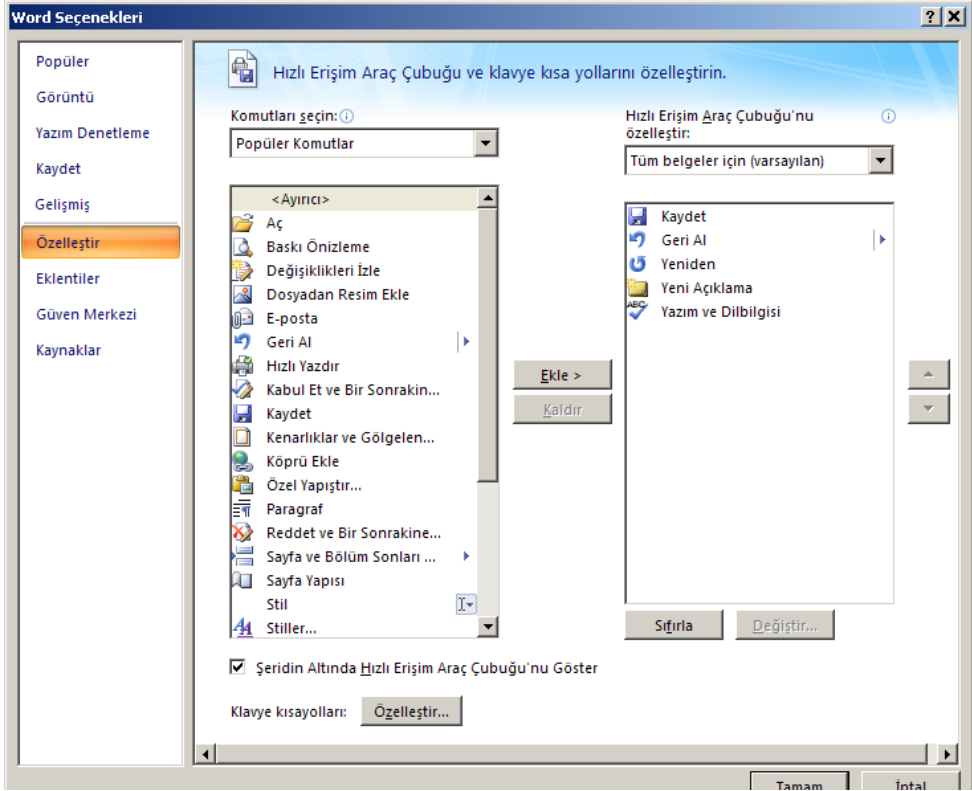 Word Seçenekleri
Popüler
Görüntü
Yazım Denetleme
Kaydet
Gelişmiş
Özelleştir
Eklentiler
Güven Merkezi
Kaynaklar
Hızlı Erişim Araç Çubuğu ve klavye kısa yollarını özelleştirin.
Komutları seçin:
Popüler Komutlar
<Ayırıcı>
Aç
Baskı Önizleme
Değişiklikleri İzle
Dosyadan Resim Ekle
E-posta
Geri Al
Hızlı Yazdır
Kabul Et ve Bir Sonrakin...
Kaydet
Kenarlıklar ve Gölgelen...
Köprü Ekle
Özel Yapıştır...
Paragraf
Reddet ve Bir Sonrakine...
Sayfa ve Bölüm Sonları ...
Sayfa Yapısı
Stil
Stiller...
Ekle >
Kaldır
Hızlı Erişim Araç Çubuğu'nu
özelleştir:
Tüm belgeler için (varsayılan)
Kaydet
Geri Al
Yeniden
Yeni Açıklama
ABC
Yazım ve Dilbilgisi
Sıfırla
Değiştir...
Şeridin Altında Hızlı Erişim Araç Çubuğu'nu Göster
Klavye kısayolları:
Özelleştir...
Tamam
İptal